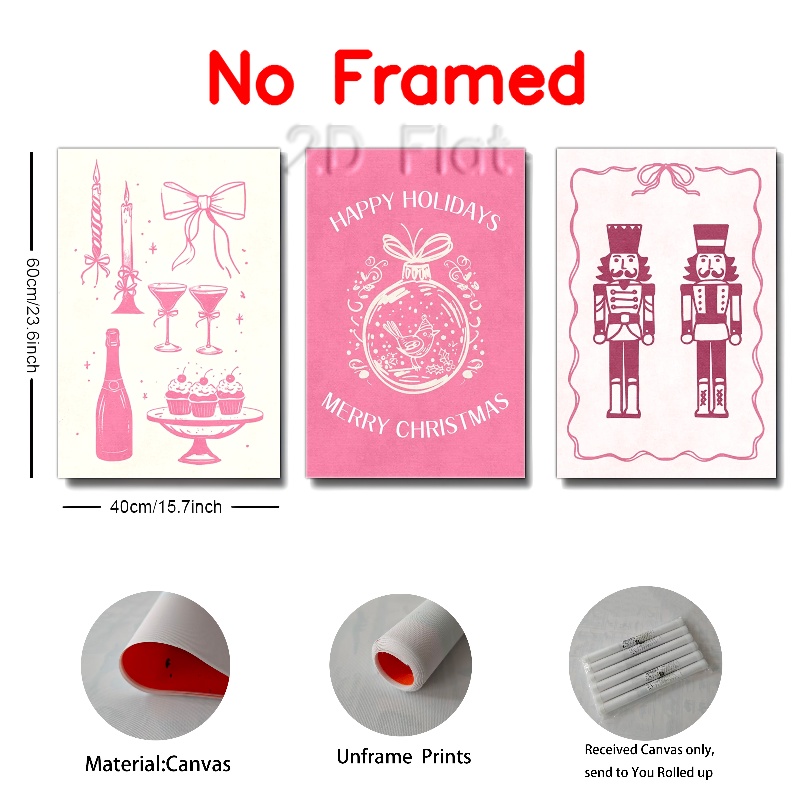 No Framed
2D Flat
60cm/23.6inch
HAPPY HOLIDAYS
MERRY CHRISTMAS
40cm/15.7inch
Material:Canvas
Unframe Prints
Received Canvas only,
send to You Rolled up